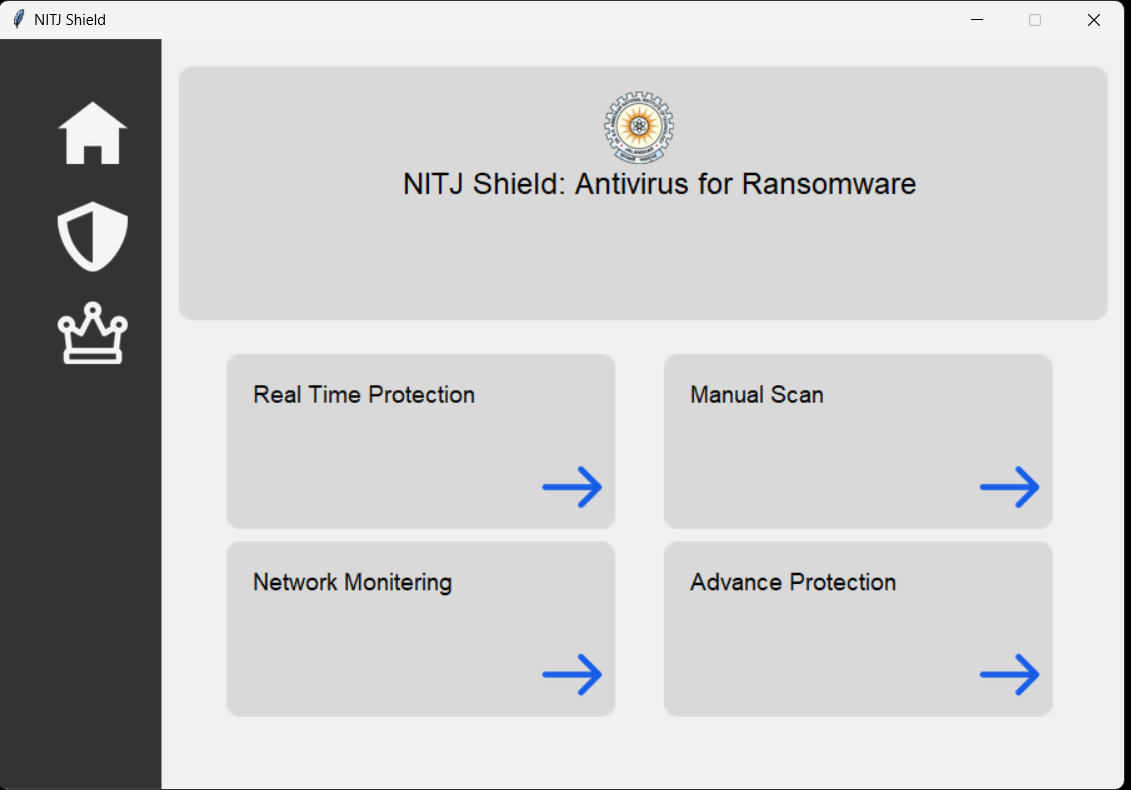 NITJ Shield
NITJ Shield: Antivirus for Ransomware
Real Time Protection
Manual Scan
Network Monitering
Advance Protection